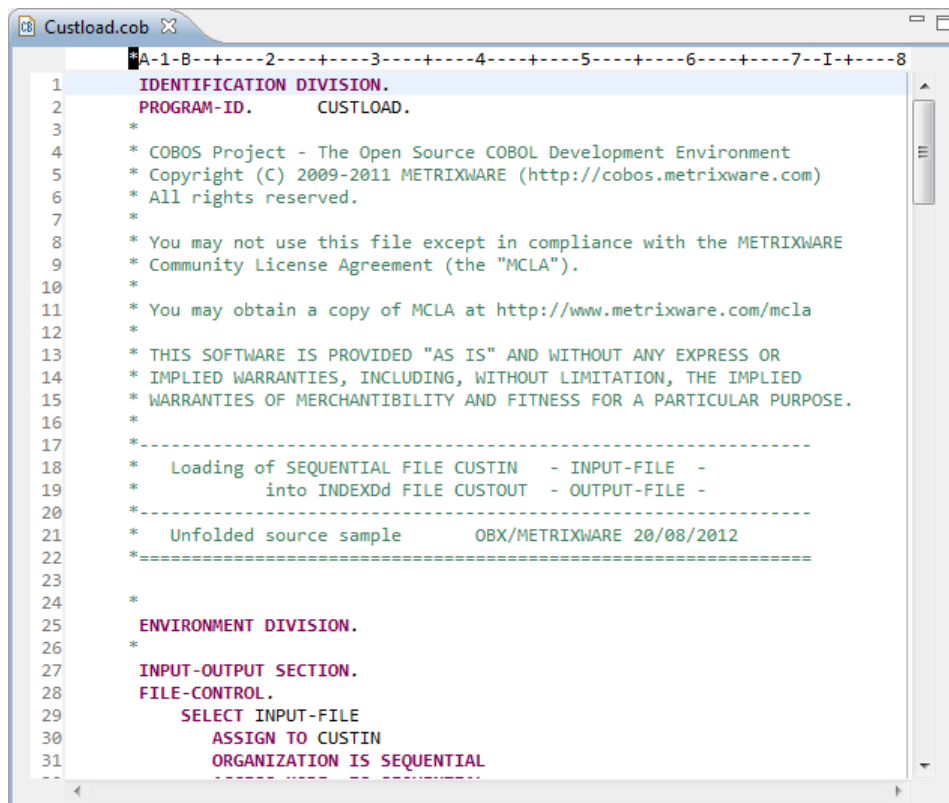 Custload.cob
*A-1-B--+----2----+----3----+----4----+----5----+----6----+----7--I-+----8
1 IDENTIFICATION DIVISION.
2 PROGRAM-ID. CUSTLOAD.
3 *
4 * COBOS Project - The Open Source COBOL Development Environment
5 * Copyright (C) 2009-2011 METRIXWARE (http://cobos.metrixware.com)
6 * All rights reserved.
7 *
8 * You may not use this file except in compliance with the METRIXWARE
9 * Community License Agreement (the "MCLA").
10 *
11 * You may obtain a copy of MCLA at http://www.metrixware.com/mcla
12 *
13 * THIS SOFTWARE IS PROVIDED "AS IS" AND WITHOUT ANY EXPRESS OR
14 * IMPLIED WARRANTIES, INCLUDING, WITHOUT LIMITATION, THE IMPLIED
15 * WARRANTIES OF MERCHANTIBILITY AND FITNESS FOR A PARTICULAR PURPOSE.
16 *
17 *----------------------------------------------------------------
18 * Loading of SEQUENTIAL FILE CUSTIN - INPUT-FILE -
19 * into INDEXDd FILE CUSTOUT - OUTPUT-FILE -
20 *----------------------------------------------------------------
21 * Unfolded source sample OBX/METRIXWARE 20/08/2012
22 *================================================================
23
24 *
25 ENVIRONMENT DIVISION.
26 *
27 INPUT-OUTPUT SECTION.
28 FILE-CONTROL.
29 SELECT INPUT-FILE
30 ASSIGN TO CUSTIN
31 ORGANIZATION IS SEQUENTIAL